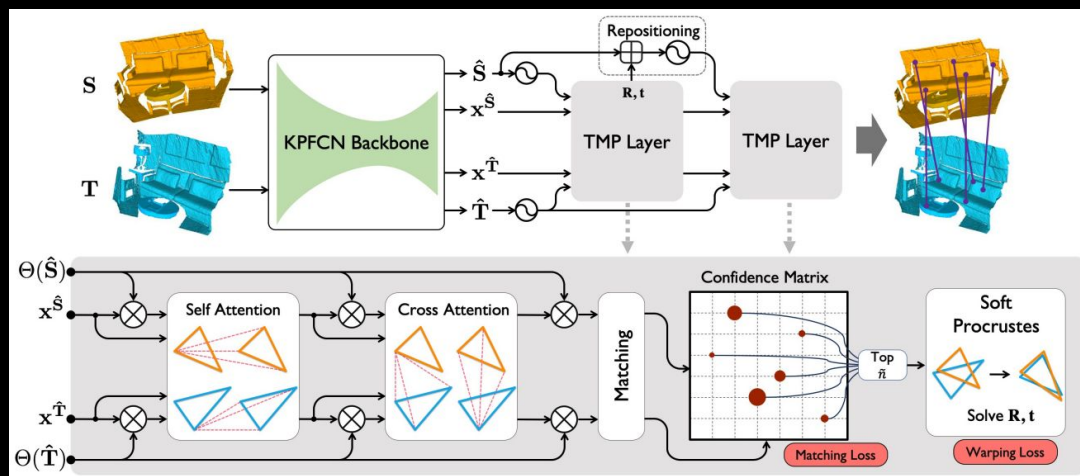 Repositioning
S
Ŝ
R, t
x^Ŝ
KPFCN Backbone
TMP Layer
TMP Layer
x^T̂
T
T̂
Θ(Ŝ)
Confidence Matrix
x^Ŝ
Self Attention
Cross Attention
Matching
Soft
Procrustes
Top
ñ
x^T̂
Solve R, t
Θ(T̂)
Matching Loss
Warping Loss